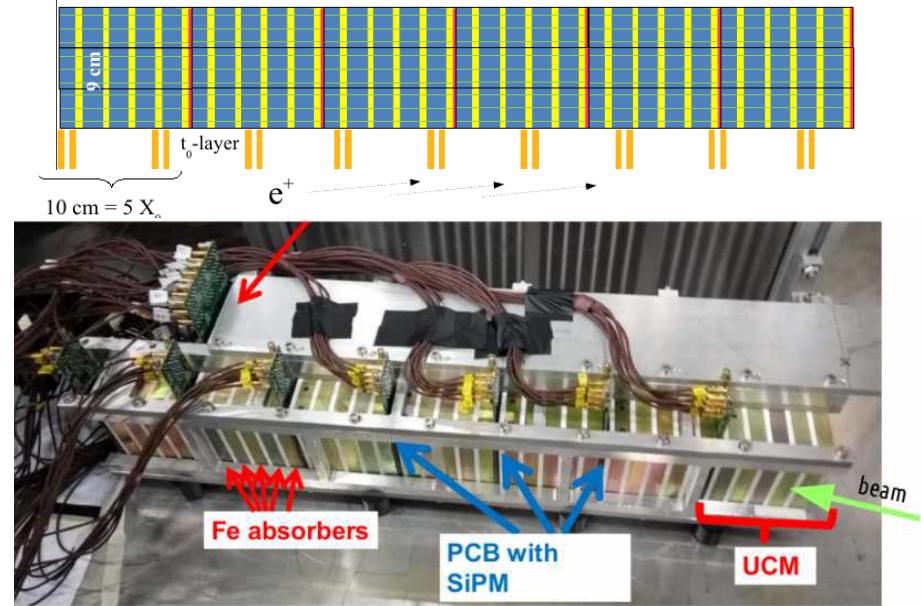 9 cm
t₀-layer
e⁺
10 cm = 5 X₀
Fe absorbers
PCB with
SiPM
UCM
beam